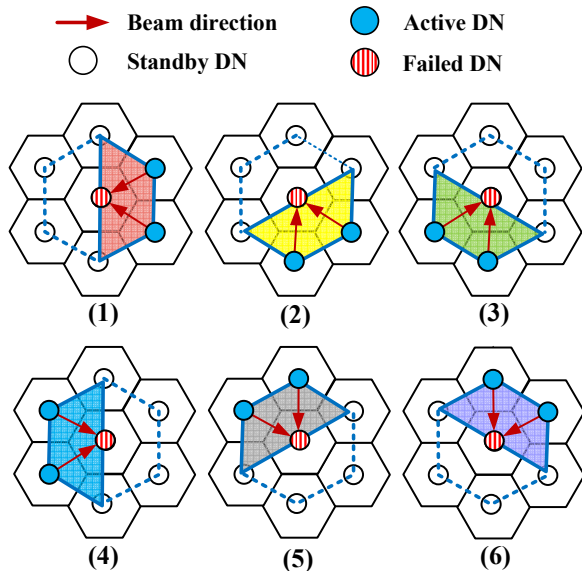 Beam direction
Active DN
Standby DN
Failed DN
(1)
(2)
(3)
(4)
(5)
(6)